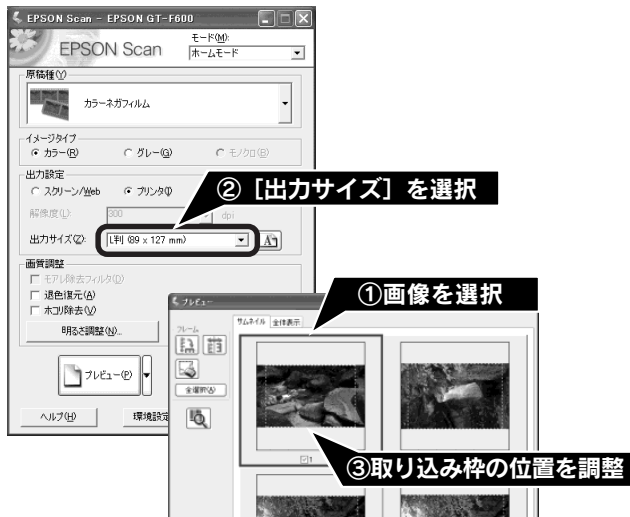 EPSON Scan - EPSON GT-F600
EPSON Scan
モード(M):
ホームモード
原稿種(Y)
カラーネガフィルム
イメージタイプ
カラー(R)
グレー(G)
モノクロ(B)
出力設定
スクリーン/Web
プリンタ(I)
解像度(L):
300
dpi
出力サイズ(Z):
L判 (89 x 127 mm)
②［出力サイズ］を選択
画質調整
モアレ除去フィルタ(D)
退色復元(A)
ホコリ除去(V)
明るさ調整(N)...
プレビュー(P)
ヘルプ(H)
環境設定
プレビュー
①画像を選択
サムネイル
全体表示
フレーム
全選択(A)
1
③取り込み枠の位置を調整